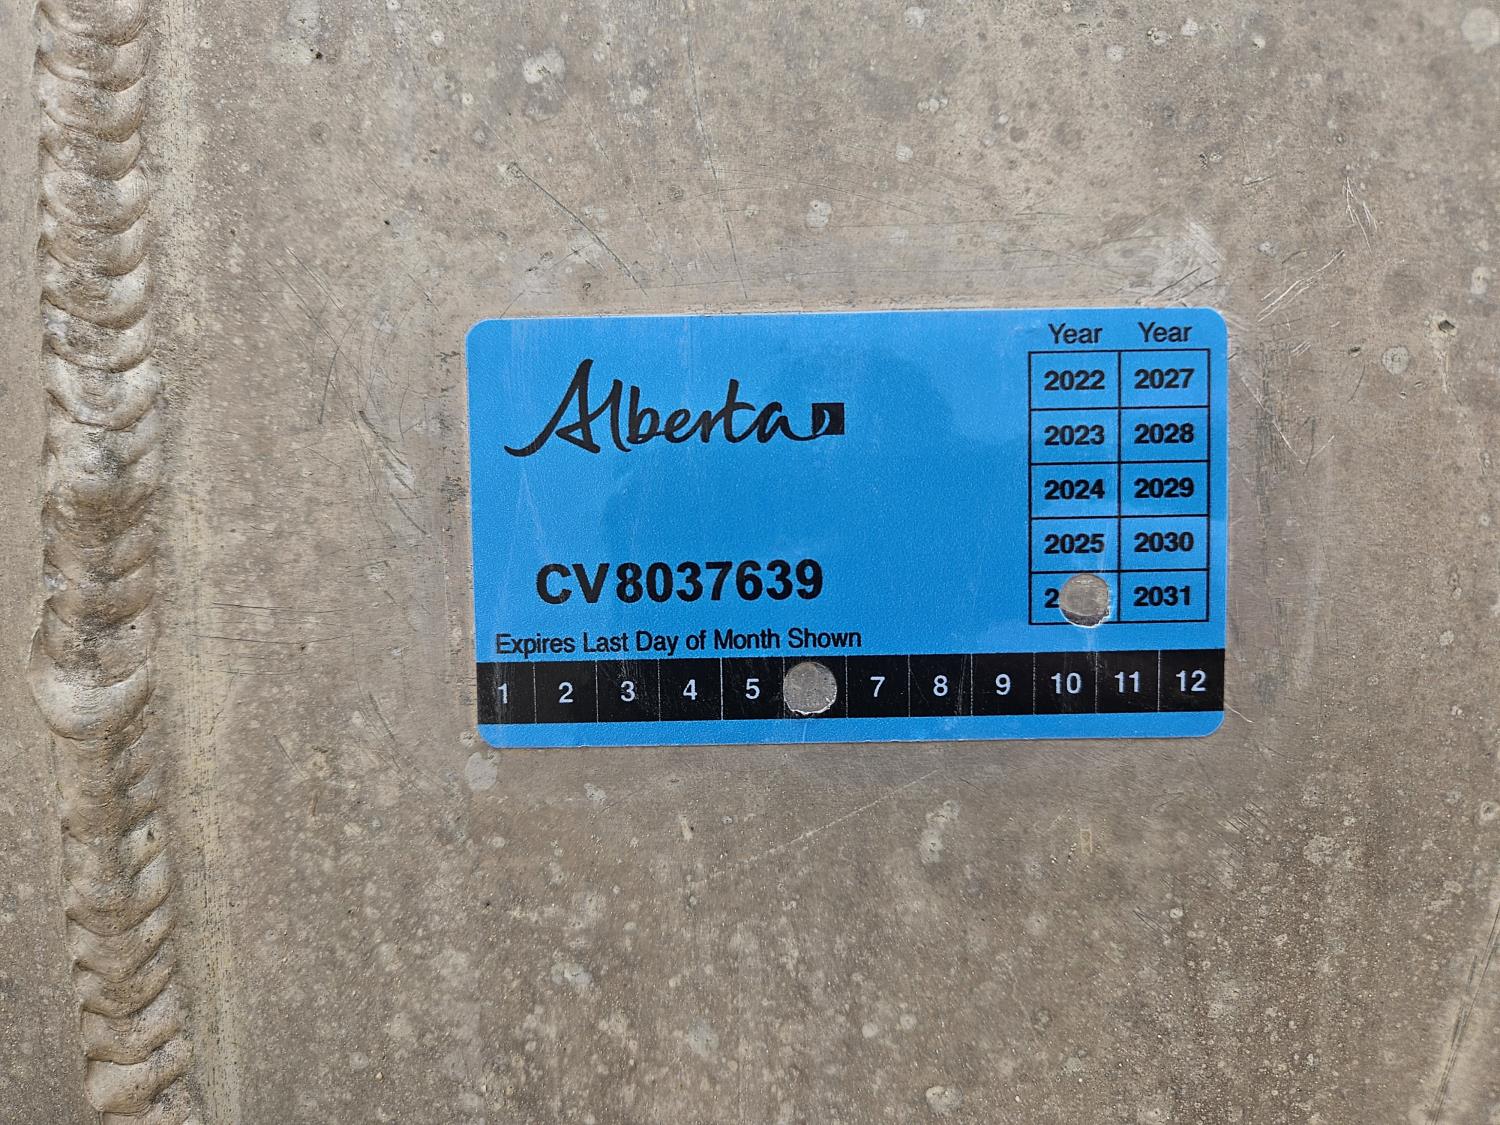 Alberta
Year Year
2022 2027
2023 2028
2024 2029
2025 2030
2031
CV8037639
Expires Last Day of Month Shown
1 2 3 4 5 7 8 9 10 11 12